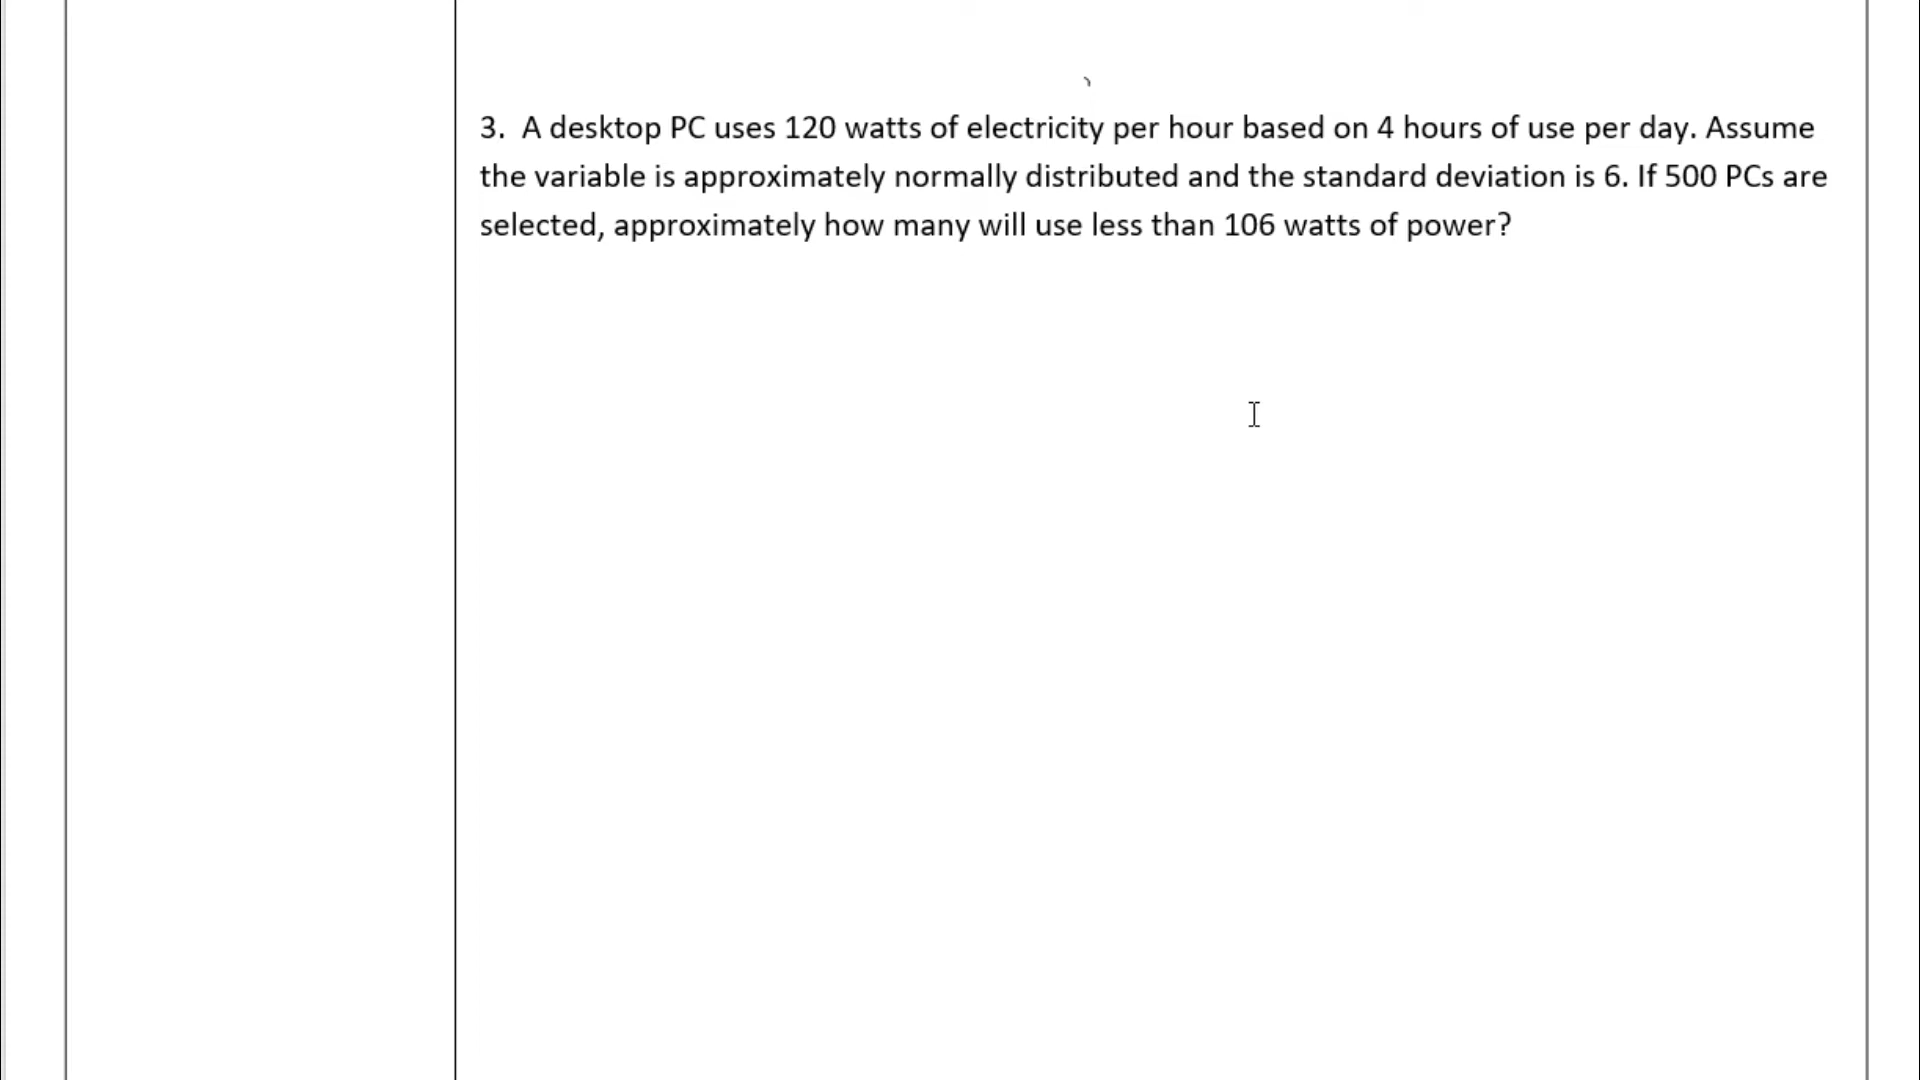 3. A desktop PC uses 120 watts of electricity per hour based on 4 hours of use per day. Assume
the variable is approximately normally distributed and the standard deviation is 6. If 500 PCs are
selected, approximately how many will use less than 106 watts of power?